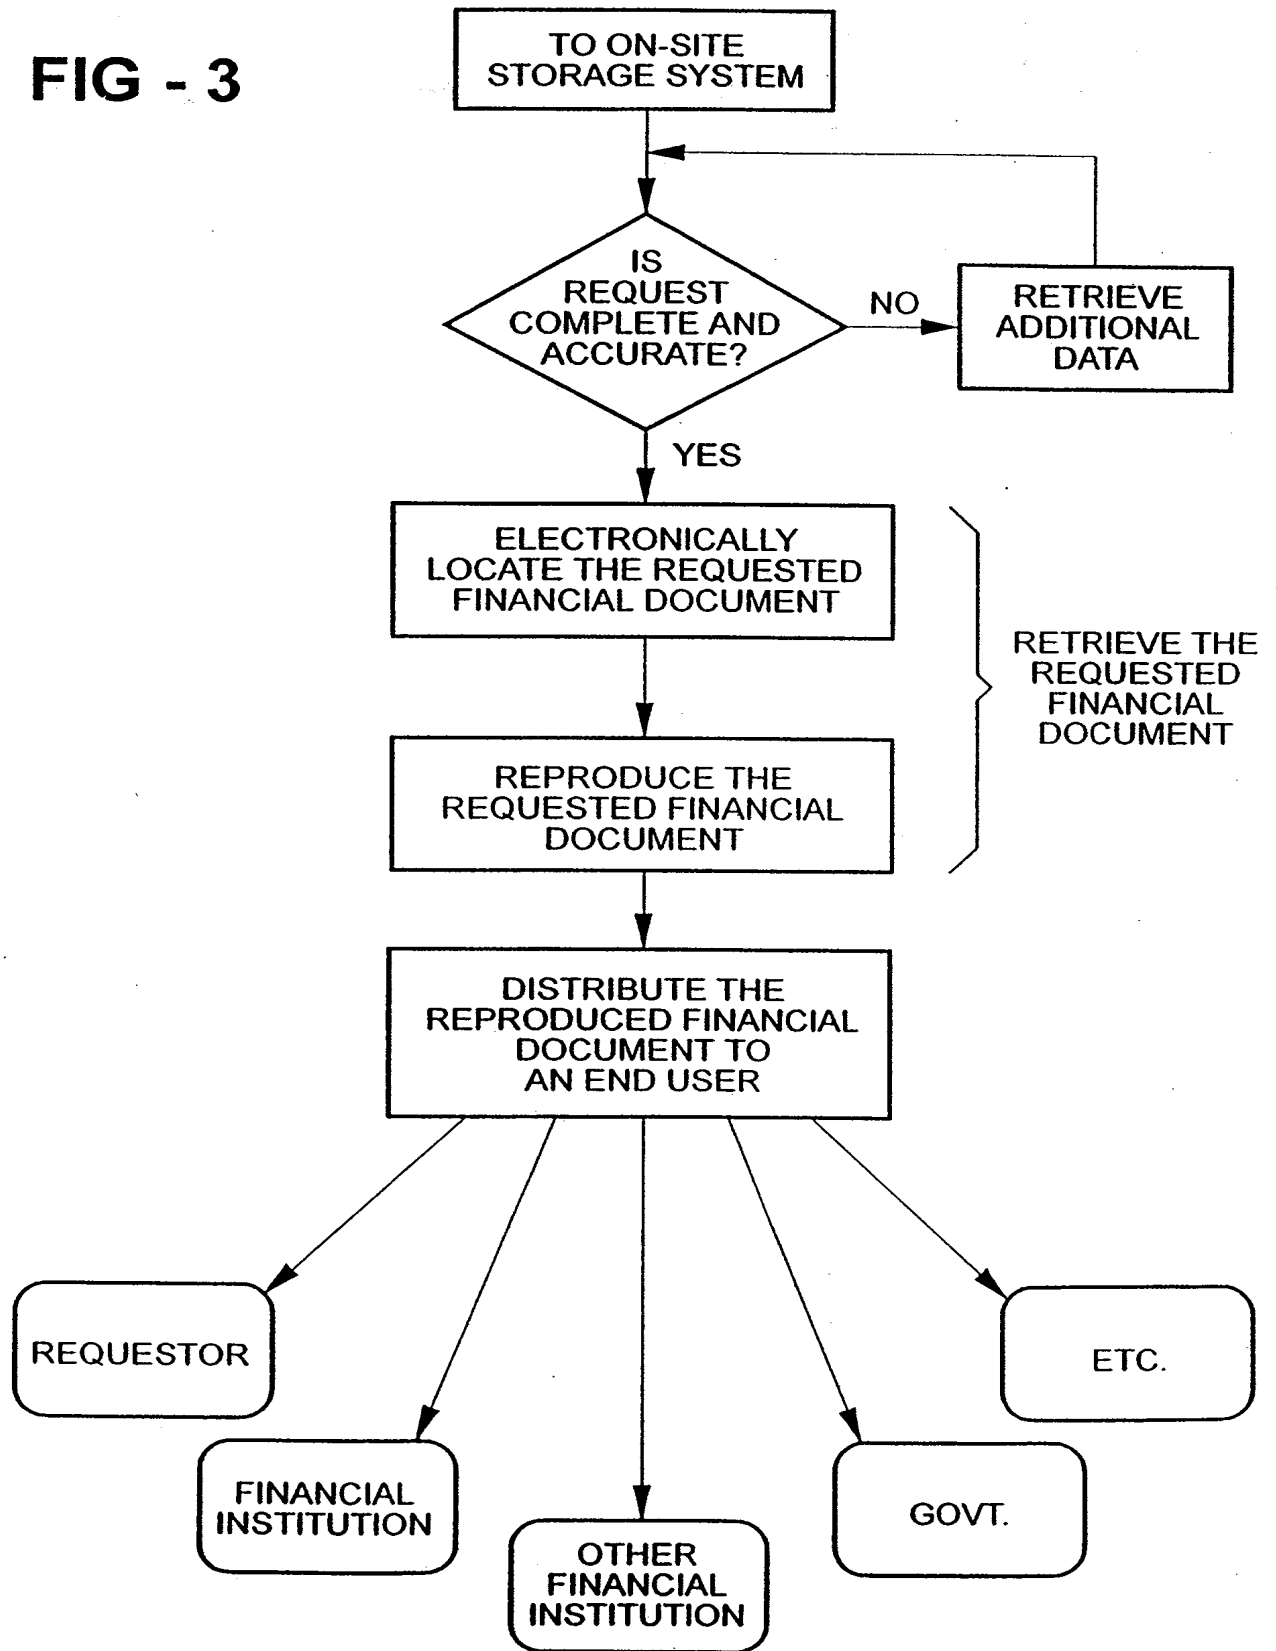 FIG - 3
TO ON-SITE
STORAGE SYSTEM
IS
REQUEST
COMPLETE AND
ACCURATE?
NO
RETRIEVE
ADDITIONAL
DATA
YES
ELECTRONICALLY
LOCATE THE REQUESTED
FINANCIAL DOCUMENT
RETRIEVE THE
REQUESTED
FINANCIAL
DOCUMENT
REPRODUCE THE
REQUESTED FINANCIAL
DOCUMENT
DISTRIBUTE THE
REPRODUCED FINANCIAL
DOCUMENT TO
AN END USER
REQUESTOR
FINANCIAL
INSTITUTION
OTHER
FINANCIAL
INSTITUTION
GOVT.
ETC.